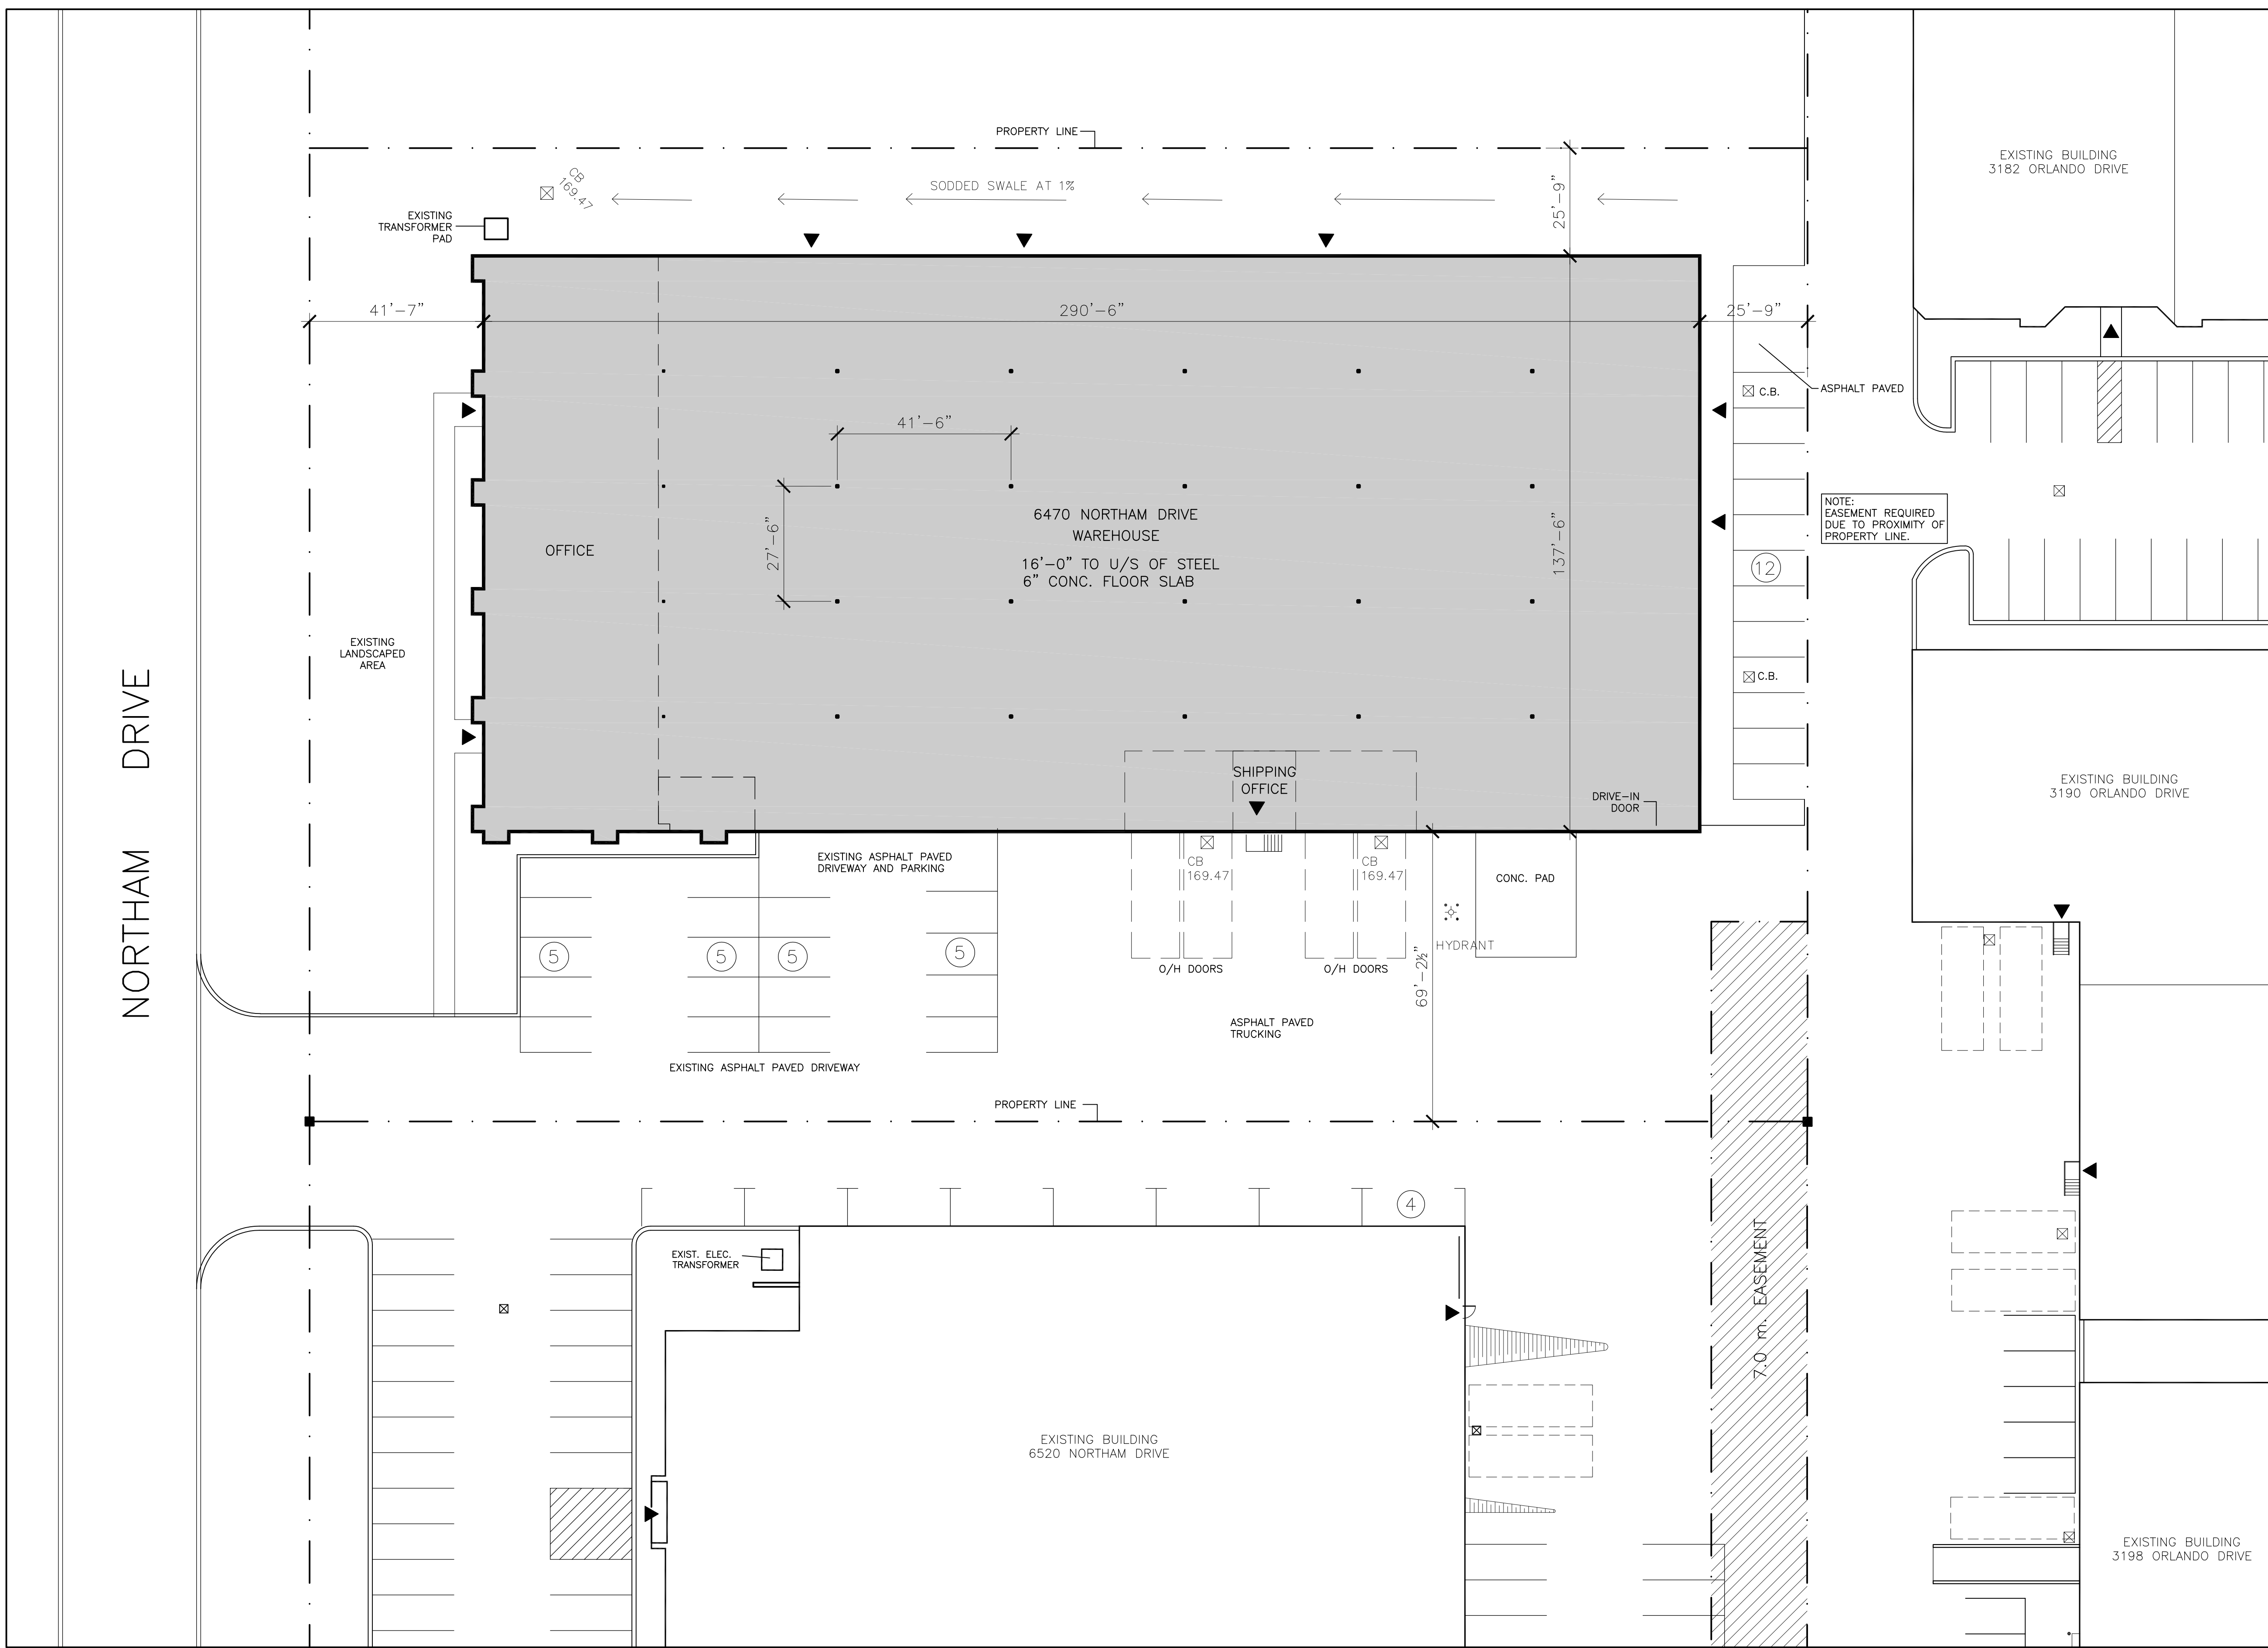 PROPERTY LINE
EXISTING BUILDING
3182 ORLANDO DRIVE
CB
169.47
SODDED SWALE AT 1%
25'-9"
EXISTING
TRANSFORMER
PAD
41'-7"
290'-6"
25'-9"
C.B.
ASPHALT PAVED
41'-6"
NOTE:
EASEMENT REQUIRED
DUE TO PROXIMITY OF
PROPERTY LINE.
6470 NORTHAM DRIVE
WAREHOUSE
16'-0" TO U/S OF STEEL
6" CONC. FLOOR SLAB
27'-6"
137'-6"
OFFICE
12
EXISTING
LANDSCAPED
AREA
C.B.
NORTHAM DRIVE
SHIPPING
OFFICE
DRIVE-IN
DOOR
EXISTING BUILDING
3190 ORLANDO DRIVE
EXISTING ASPHALT PAVED
DRIVEWAY AND PARKING
CB
169.47
CB
169.47
CONC. PAD
HYDRANT
5
5
5
5
O/H DOORS
O/H DOORS
69'-2½"
ASPHALT PAVED
TRUCKING
EXISTING ASPHALT PAVED DRIVEWAY
PROPERTY LINE
4
EXIST. ELEC.
TRANSFORMER
7.0 m. EASEMENT
EXISTING BUILDING
6520 NORTHAM DRIVE
EXISTING BUILDING
3198 ORLANDO DRIVE